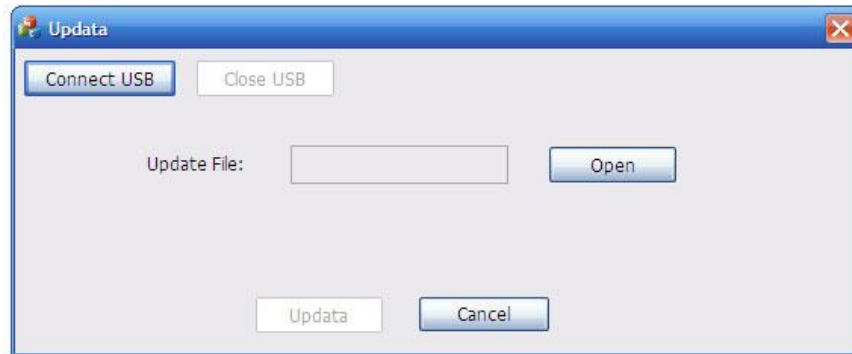 Updata
Connect USB Close USB
Update File: Open
Updata Cancel